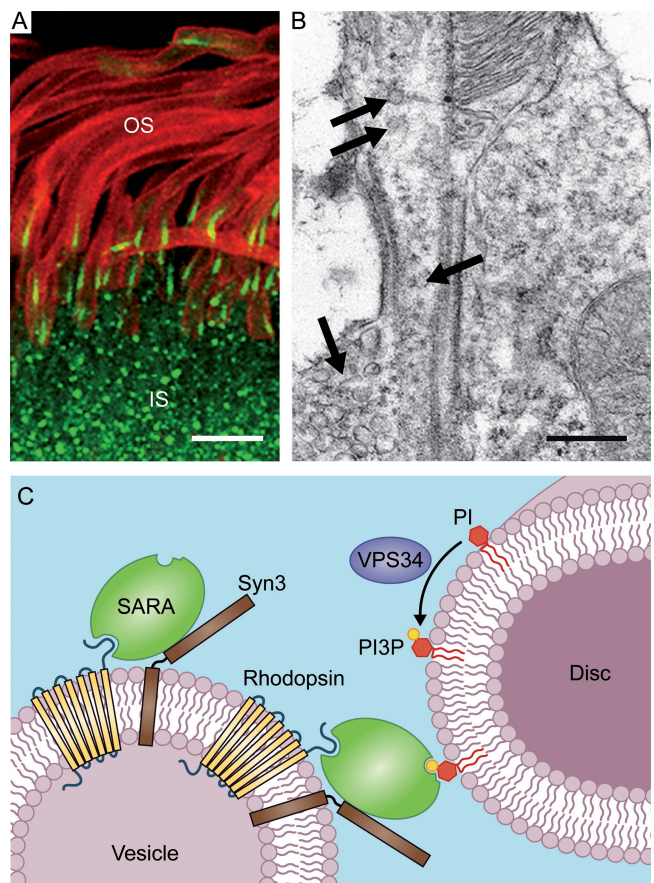 A
OS
IS
B
C
SARA
Syn3
VPS34
PI
PI3P
Rhodopsin
Disc
Vesicle